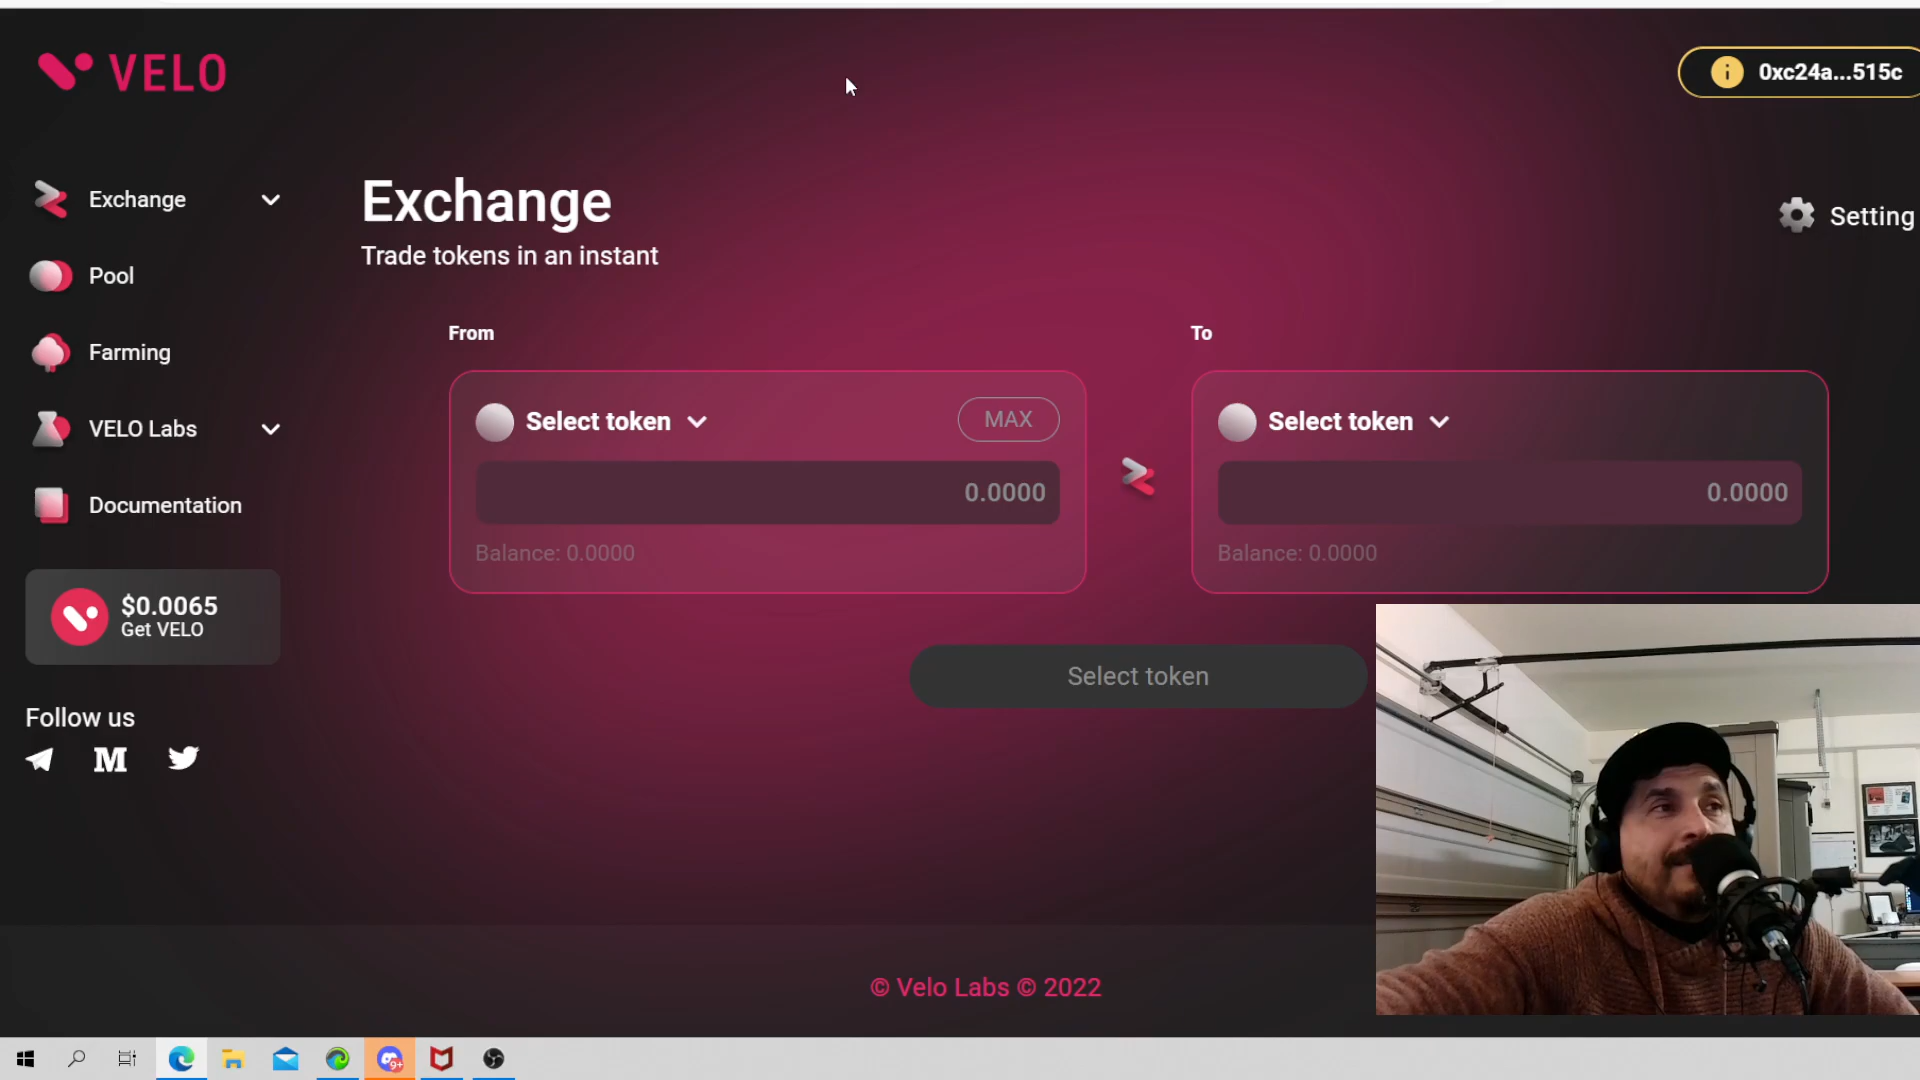 VELO
0xc24a...515c
Exchange
Pool
Farming
VELO Labs
Documentation
$0.0065
Get VELO
Follow us
M
Exchange
Trade tokens in an instant
Setting
From
Select token
MAX
0.0000
Balance: 0.0000
To
Select token
0.0000
Balance: 0.0000
Select token
© Velo Labs © 2022
9+